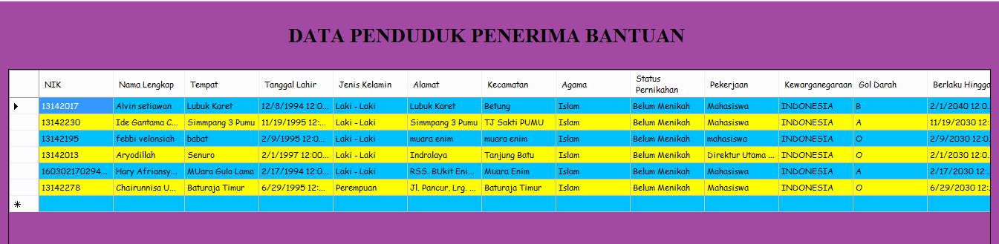 DATA PENDUDUK PENERIMA BANTUAN
NIK Nama Lengkap Tempat Tanggal Lahir Jenis Kelamin Alamat Kecamatan Agama Status Pernikahan Pekerjaan Kewarganegaraan Gol Darah Berlaku Hingga
13142017 Alvin setiawan Lubuk Karet 12/8/1994 12:0... Laki - Laki Lubuk Karet Betung Islam Belum Menikah Mahasiswa INDONESIA B 2/1/2040 12:0..
13142230 Ide Gantama C... Simmpang 3 Pumu 11/19/1995 12:... Laki - Laki Simmpang 3 Pumu TJ Sakti PUMU Islam Belum Menikah Mahasiswa INDONESIA A 11/19/2030 12:
13142195 febbi velonsiah babat 2/9/1995 12:0... Laki - Laki muara enim muara enim Islam Belum Menikah mahasiswa INDONESIA O 2/9/2030 12:0..
13142013 Aryodillah Senuro 2/1/1997 12:00... Laki - Laki Indralaya Tanjung Batu Islam Belum Menikah Direktur Utama ... INDONESIA O 2/1/2030 12:0..
160302170294... Hary Afriansy... MUara Gula Lama 2/17/1994 12:0... Laki - Laki RSS. BUkit Eni... Muara Enim Islam Belum Menikah Mahasiswa INDONESIA A 2/17/2030 12:..
13142278 Chairunnisa U... Baturaja Timur 6/29/1995 12:... Perempuan Jl. Pancur, Lrg. ... Baturaja Timur Islam Belum Menikah Mahasiswa INDONESIA O 6/29/2030 12:.